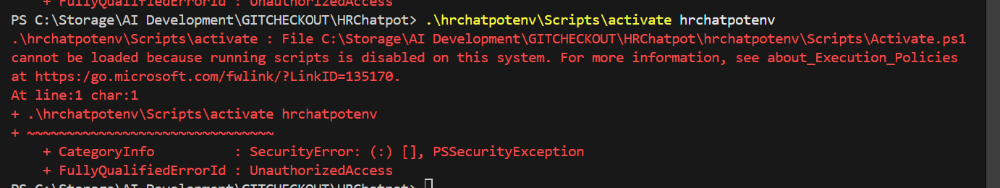 + FullyQualifiedErrorId : UnauthorizedAccess
PS C:\Storage\AI Development\GITCHECKOUT\HRChatpot> .\hrchatpotenv\Scripts\activate hrchatpotenv
.\hrchatpotenv\Scripts\activate : File C:\Storage\AI Development\GITCHECKOUT\HRChatpot\hrchatpotenv\Scripts\Activate.ps1
cannot be loaded because running scripts is disabled on this system. For more information, see about_Execution_Policies
at https:/go.microsoft.com/fwlink/?LinkID=135170.
At line:1 char:1
+ .\hrchatpotenv\Scripts\activate hrchatpotenv
+ ~~~~~~~~~~~~~~~~~~~~~~~~~~~~~~~
+ CategoryInfo : SecurityError: (:) [], PSSecurityException
+ FullyQualifiedErrorId : UnauthorizedAccess
PS C:\Storage\AI Development\GITCHECKOUT\HRChatpot>